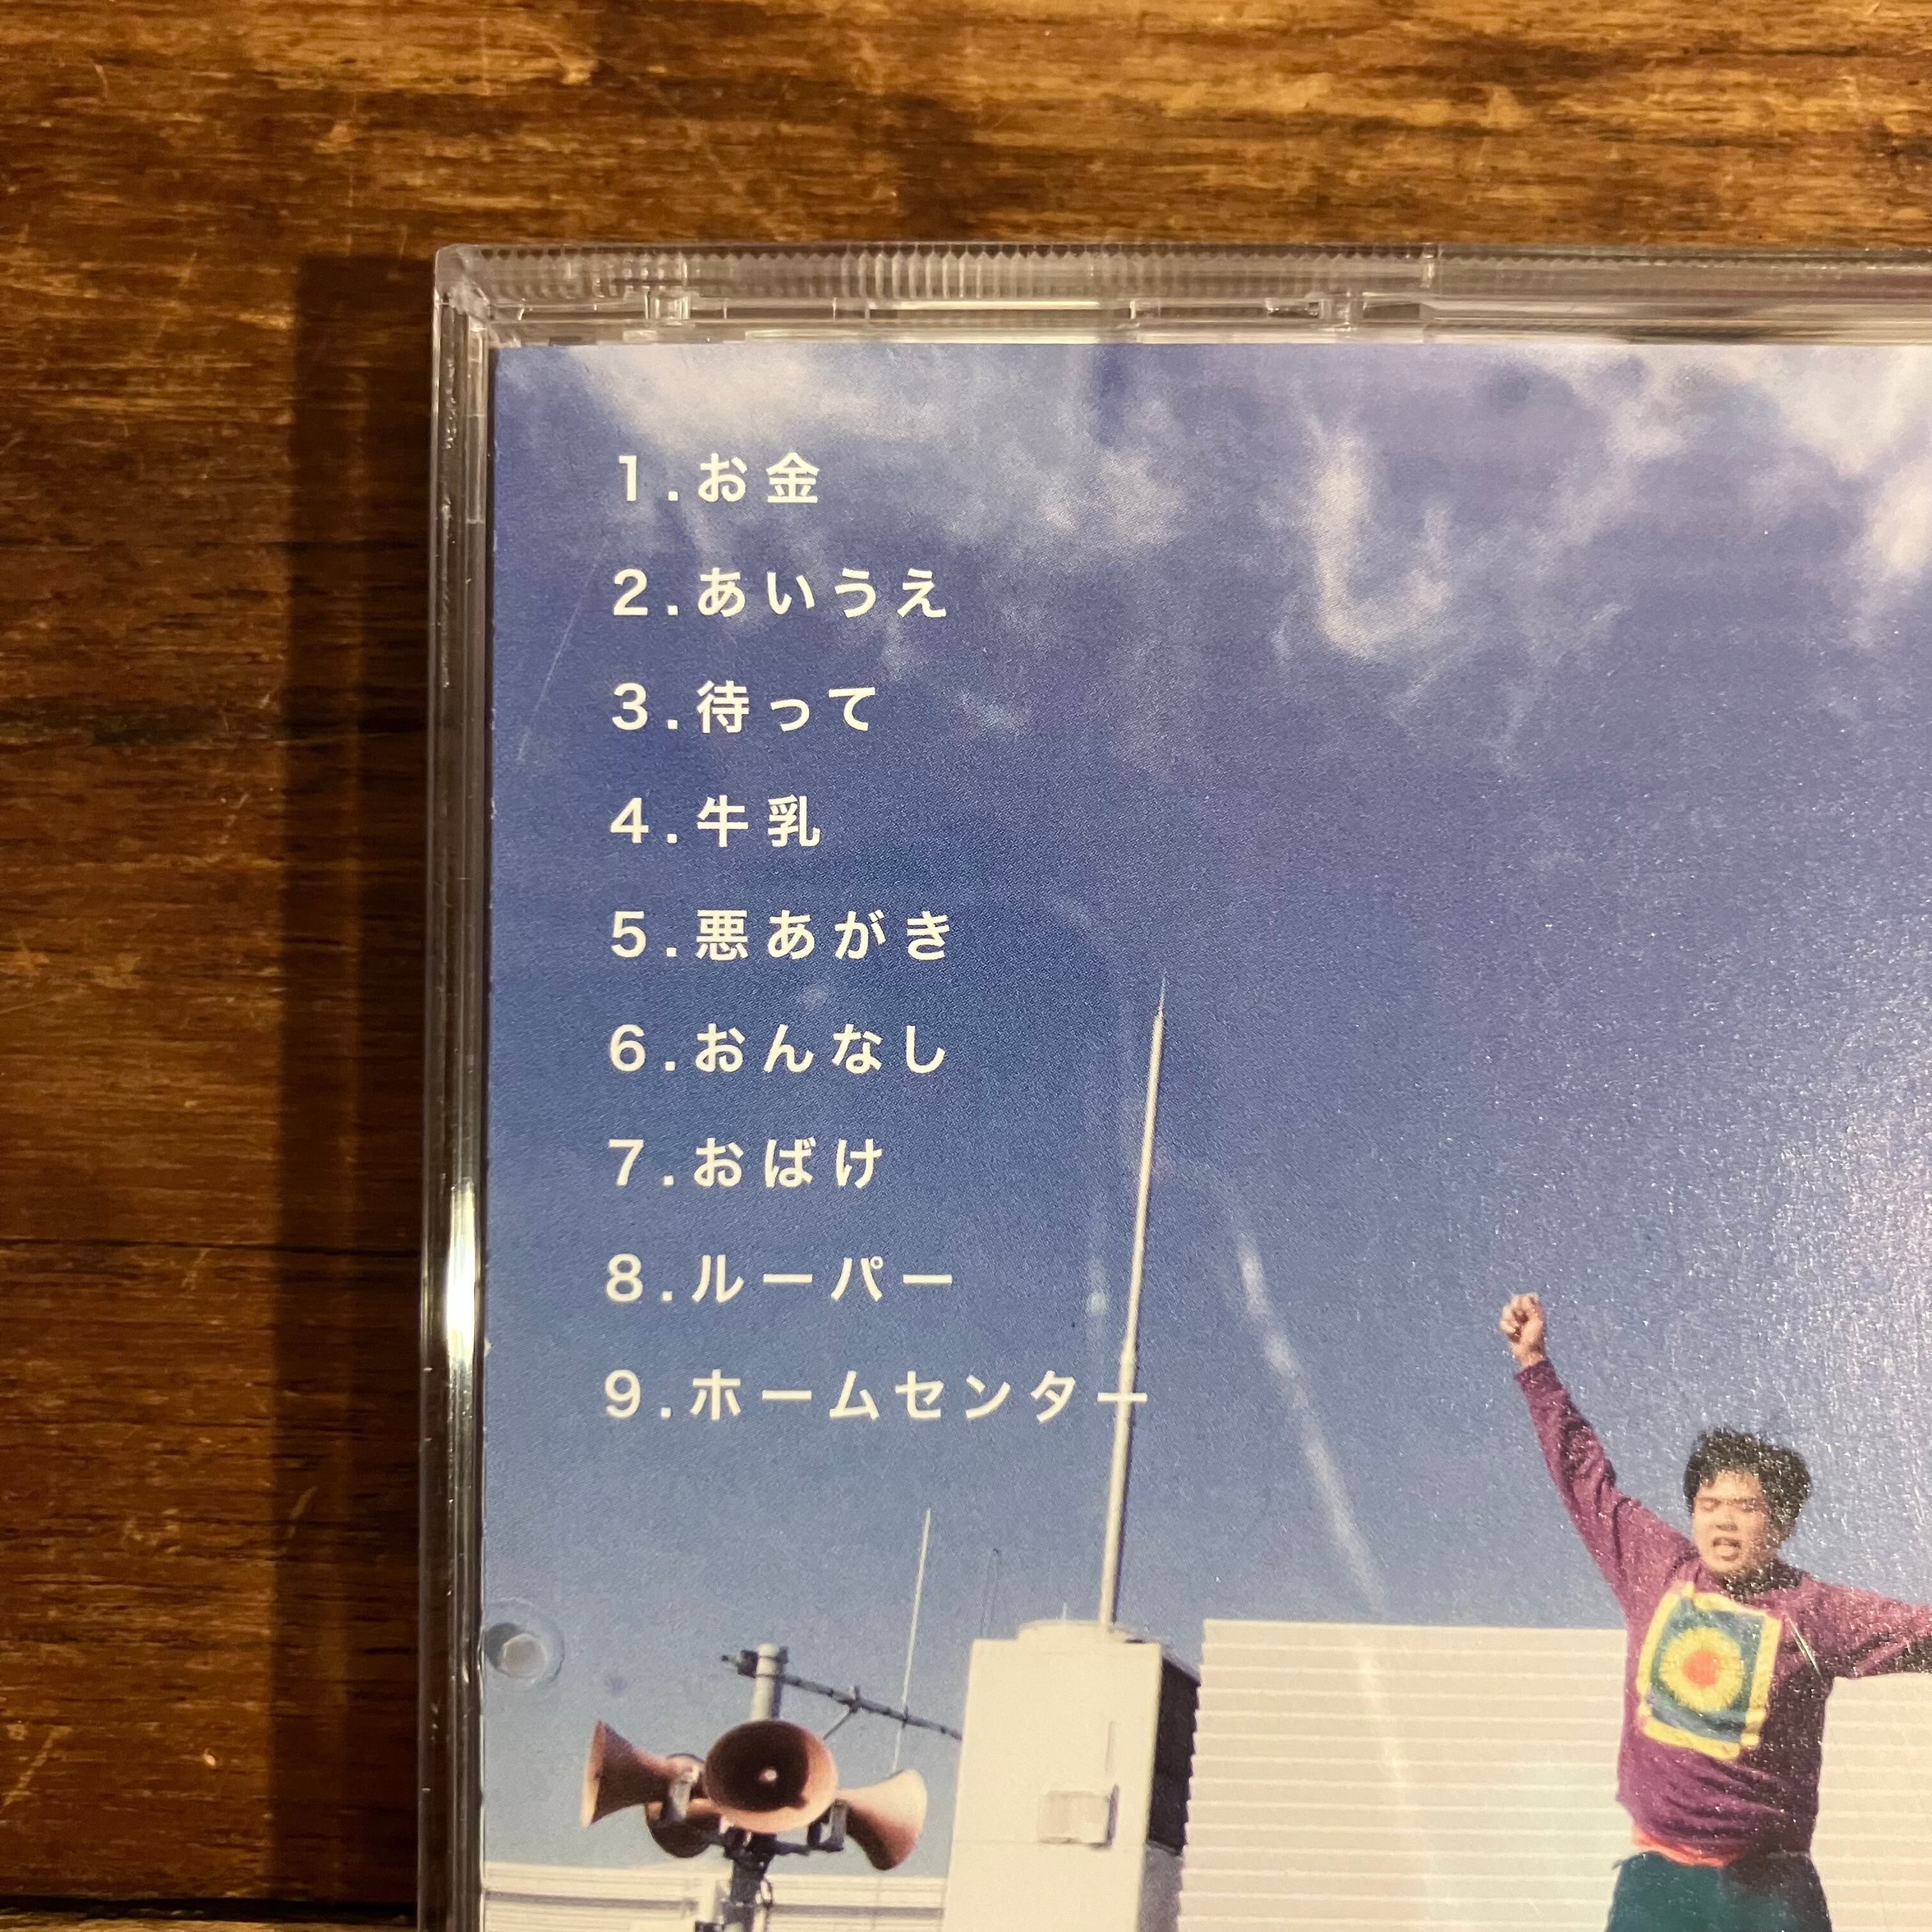 1.お金
2.あいうえ
3.待って
4.牛乳
5.悪あがき
6.おんなし
7.おばけ
8.ルーパー
9.ホームセンター